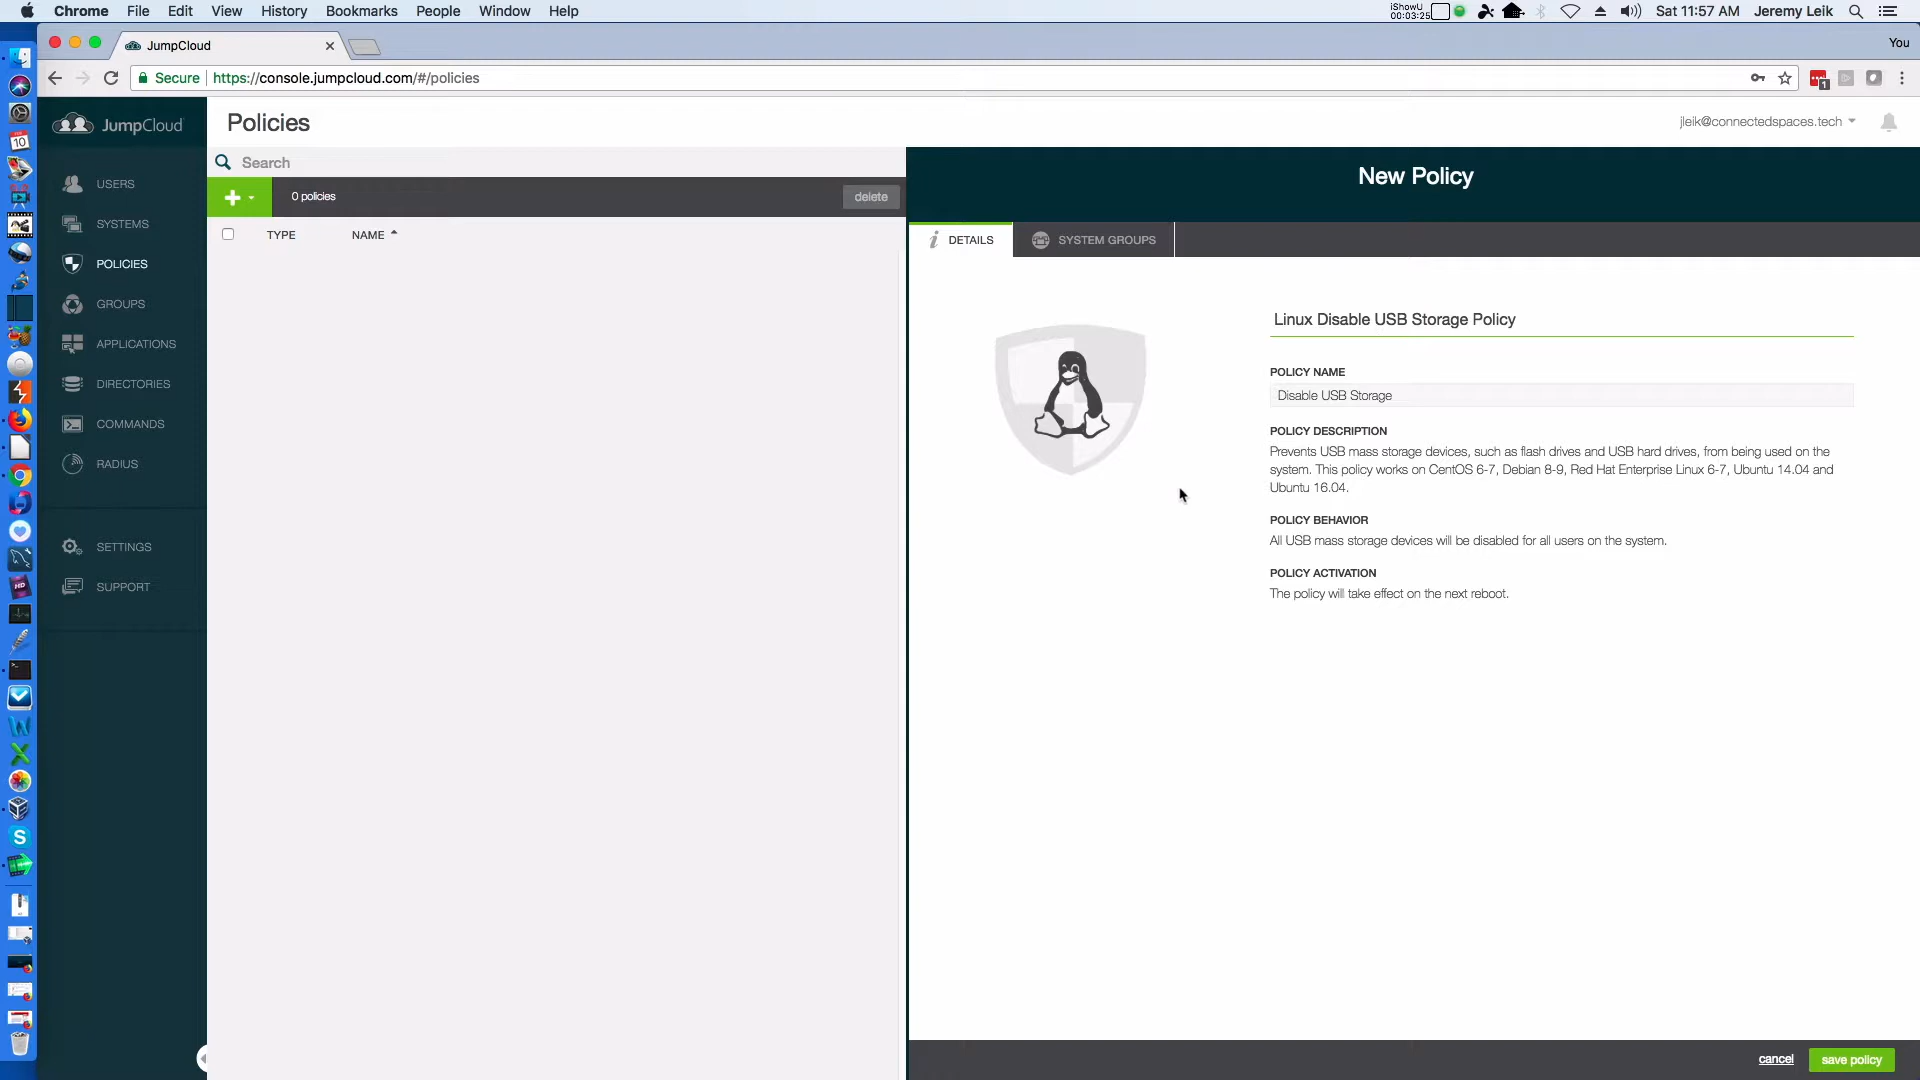 Chrome File Edit View History Bookmarks People Window Help
iShowU
00:03:25
Sat 11:57 AM Jeremy Leik
JumpCloud
You
Secure https://console.jumpcloud.com/#/policies
1
JumpCloud
Policies
jleik@connectedspaces.tech
Search
New Policy
USERS
0 policies
delete
SYSTEMS
TYPE NAME
DETAILS
SYSTEM GROUPS
POLICIES
GROUPS
APPLICATIONS
DIRECTORIES
COMMANDS
RADIUS
SETTINGS
SUPPORT
Linux Disable USB Storage Policy
POLICY NAME
Disable USB Storage
POLICY DESCRIPTION
Prevents USB mass storage devices, such as flash drives and USB hard drives, from being used on the
system. This policy works on CentOS 6-7, Debian 8-9, Red Hat Enterprise Linux 6-7, Ubuntu 14.04 and
Ubuntu 16.04.
POLICY BEHAVIOR
All USB mass storage devices will be disabled for all users on the system.
POLICY ACTIVATION
The policy will take effect on the next reboot.
cancel
save policy
10
HD